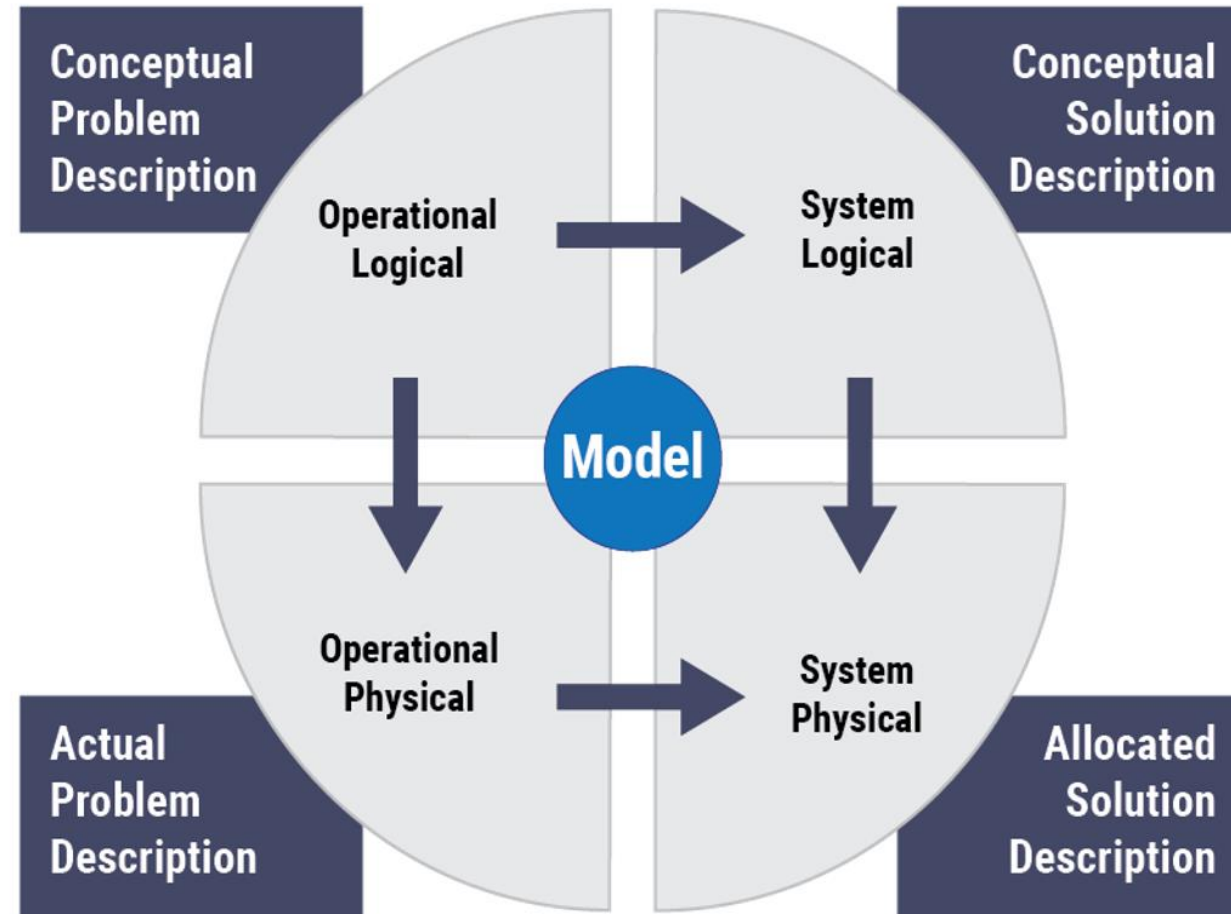 Conceptual
Problem
Description
Conceptual
Solution
Description
Operational
Logical
System
Logical
Model
Operational
Physical
System
Physical
Actual
Problem
Description
Allocated
Solution
Description